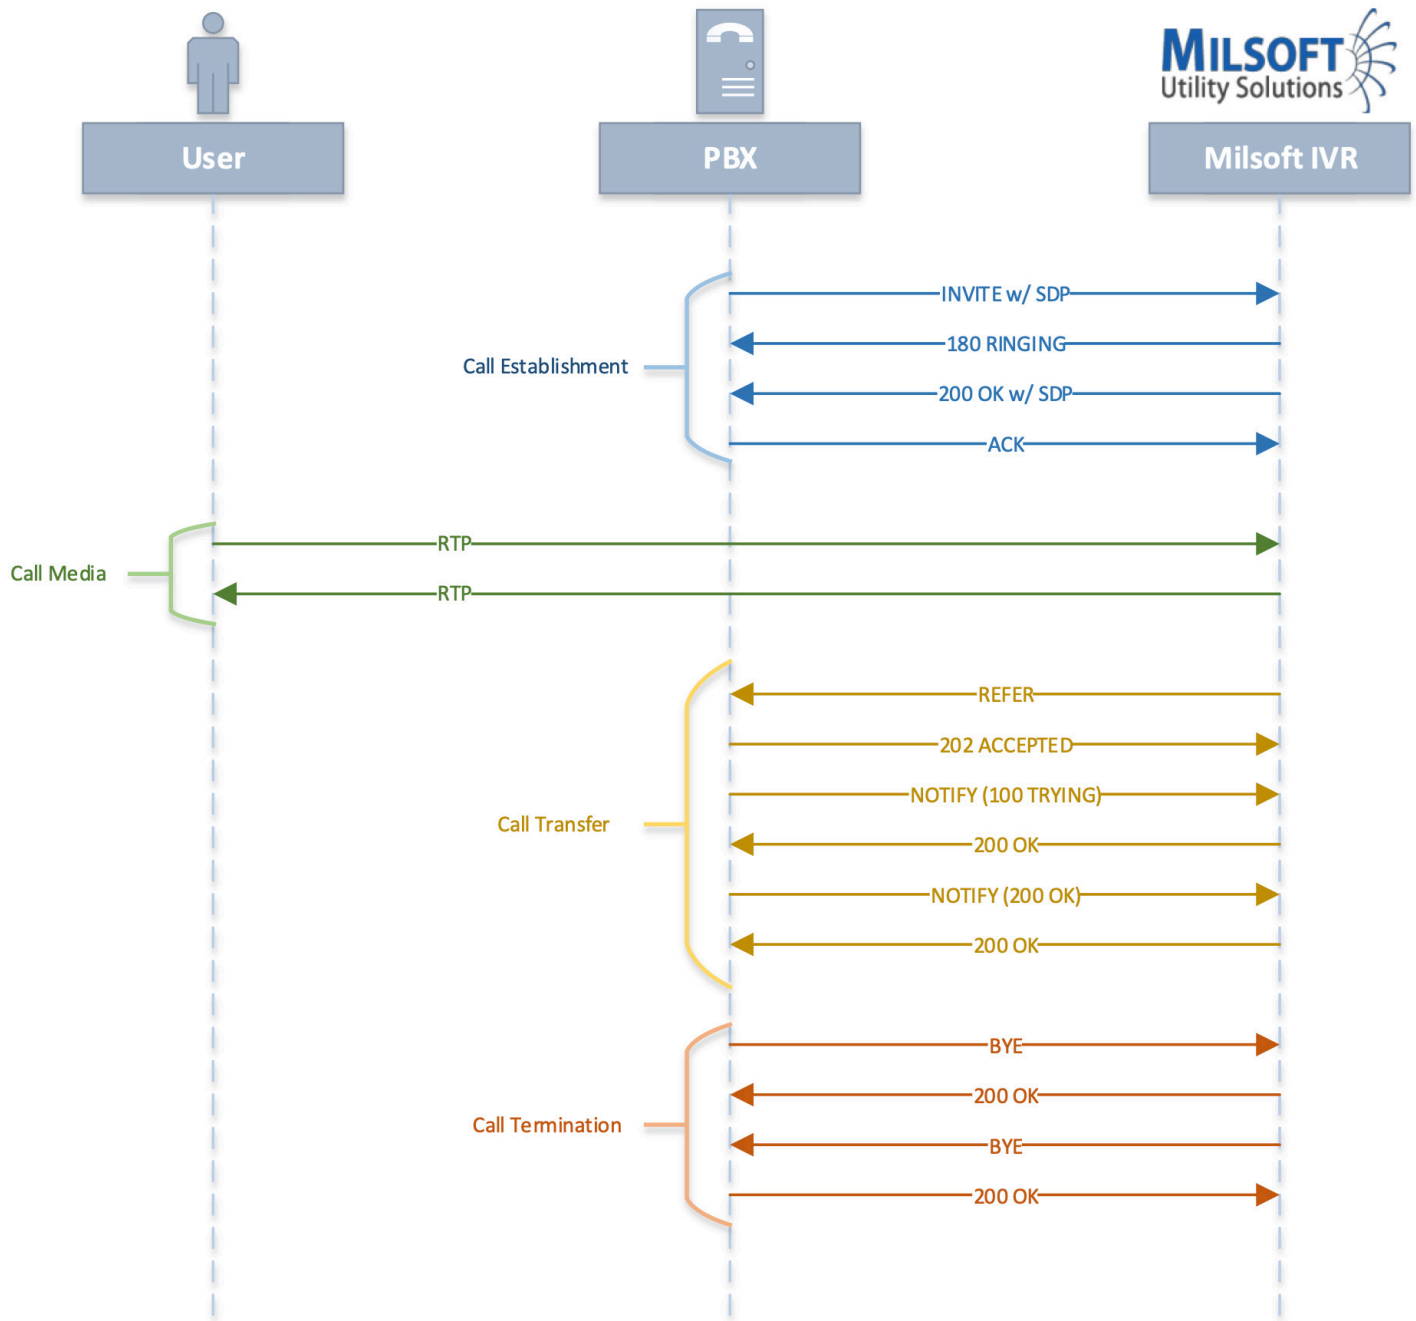 MILSOFT
Utility Solutions
User
PBX
Milsoft IVR
INVITE w/ SDP
180 RINGING
Call Establishment
200 OK w/ SDP
ACK
RTP
Call Media
RTP
REFER
202 ACCEPTED
NOTIFY (100 TRYING)
Call Transfer
200 OK
NOTIFY (200 OK)
200 OK
BYE
200 OK
Call Termination
BYE
200 OK